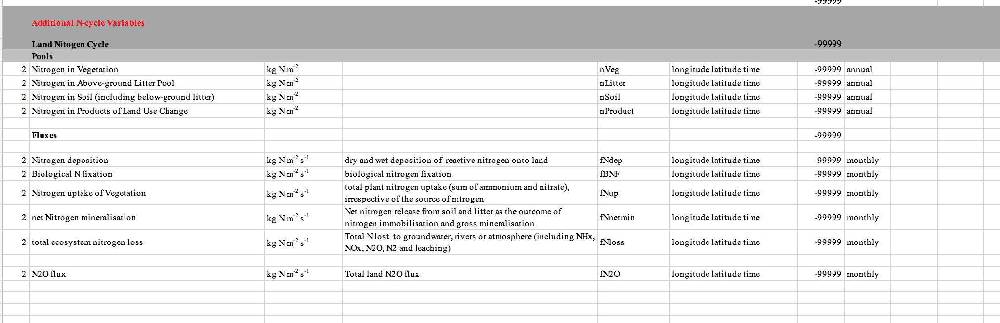 -99999
Additional N-cycle Variables
Land Nitogen Cycle -99999
Pools
2 Nitrogen in Vegetation kg N m-2 nVeg longitude latitude time -99999 annual
2 Nitrogen in Above-ground Litter Pool kg N m-2 nLitter longitude latitude time -99999 annual
2 Nitrogen in Soil (including below-ground litter) kg N m-2 nSoil longitude latitude time -99999 annual
2 Nitrogen in Products of Land Use Change kg N m-2 nProduct longitude latitude time -99999 annual
Fluxes -99999
2 Nitrogen deposition kg N m-2 s-1 dry and wet deposition of reactive nitrogen onto land fNdep longitude latitude time -99999 monthly
2 Biological N fixation kg N m-2 s-1 biological nitrogen fixation fBNF longitude latitude time -99999 monthly
2 Nitrogen uptake of Vegetation kg N m-2 s-1 total plant nitrogen uptake (sum of ammonium and nitrate),
irrespective of the source of nitrogen fNup longitude latitude time -99999 monthly
2 net Nitrogen mineralisation kg N m-2 s-1 Net nitrogen release from soil and litter as the outcome of
nitrogen immobilisation and gross mineralisation fNnetmin longitude latitude time -99999 monthly
2 total ecosystem nitrogen loss kg N m-2 s-1 Total N lost to groundwater, rivers or atmosphere (including NHx,
NOx, N2O, N2 and leaching) fNloss longitude latitude time -99999 monthly
2 N2O flux kg N m-2 s-1 Total land N2O flux fN2O longitude latitude time -99999 monthly